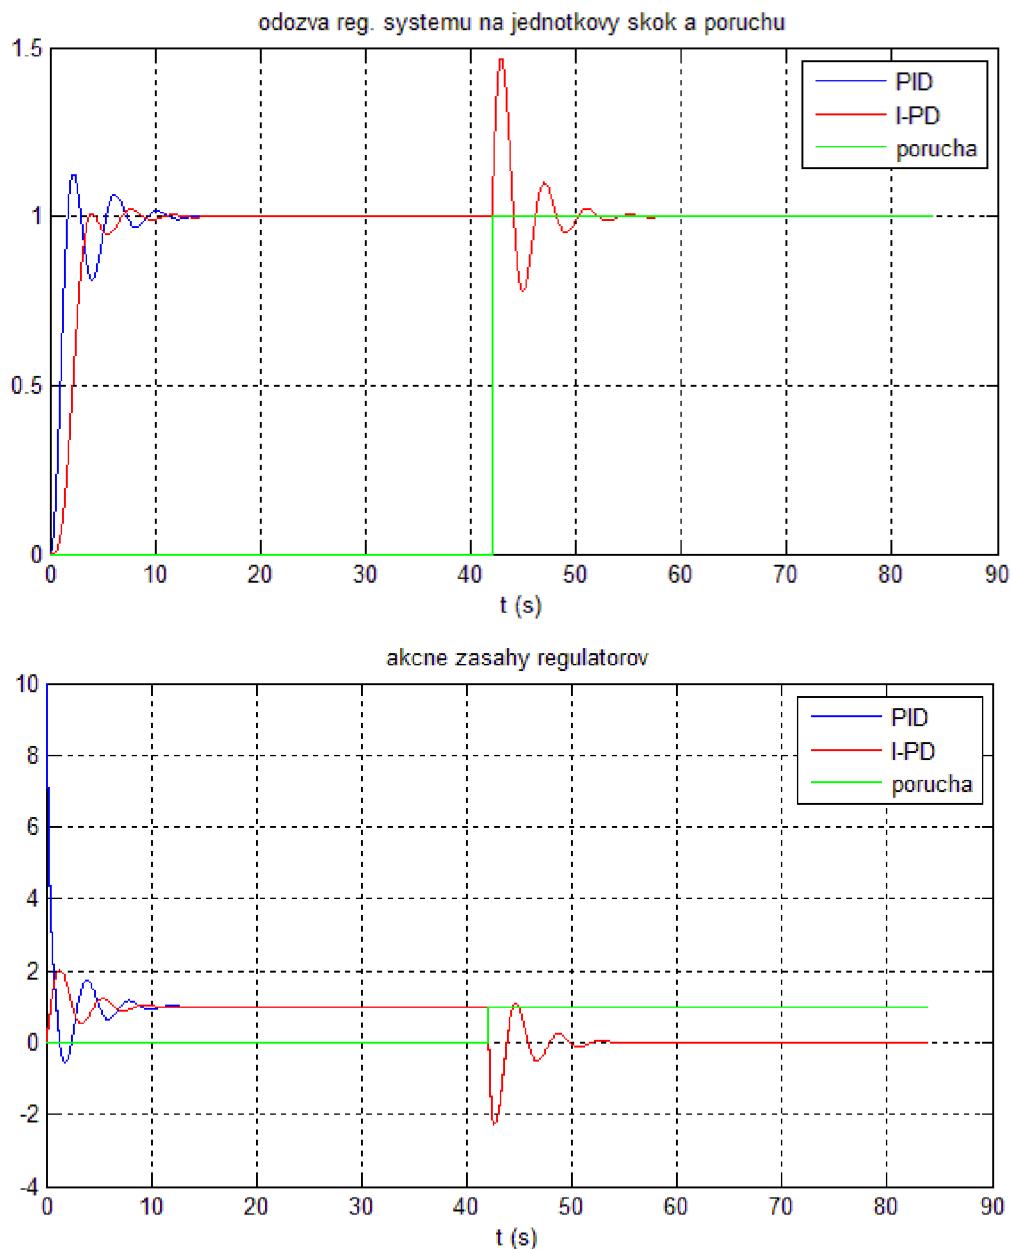 odozva reg. systemu na jednotkovy skok a poruchu
1.5
1
0.5
0
PID
I-PD
porucha
0 10 20 30 40 50 60 70 80 90
t (s)
akcne zasahy regulatorov
10
8
6
4
2
0
-2
-4
PID
I-PD
porucha
0 10 20 30 40 50 60 70 80 90
t (s)